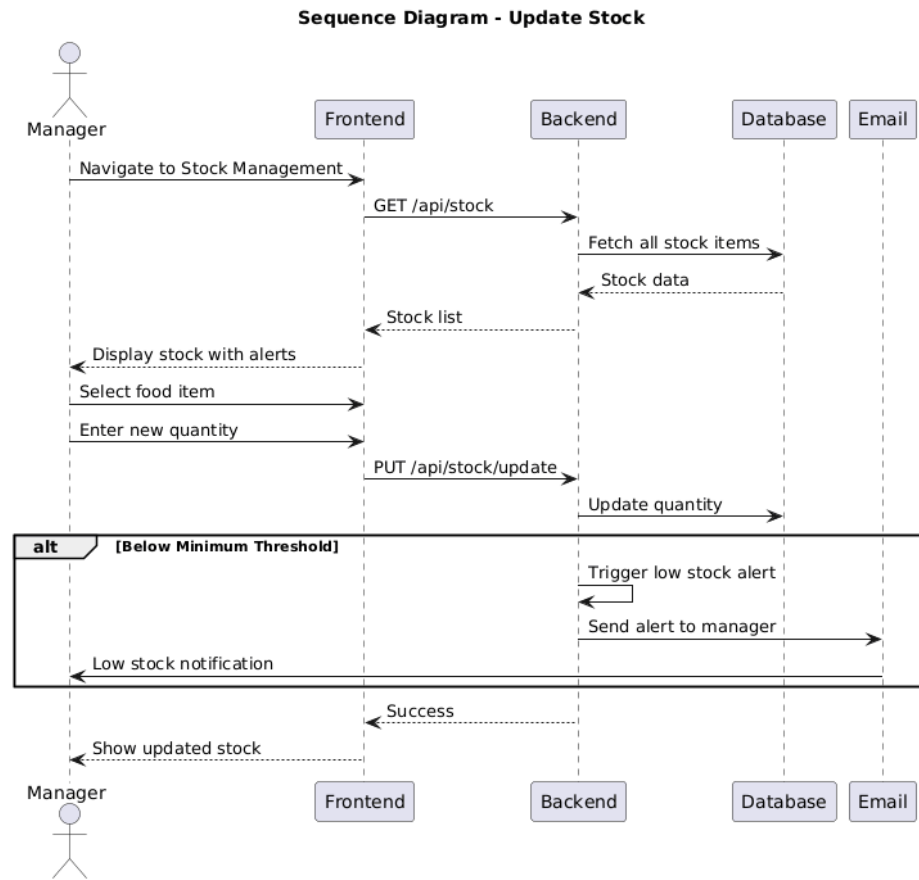 Sequence Diagram - Update Stock
Manager
Frontend
Backend
Database
Email
Navigate to Stock Management
GET /api/stock
Fetch all stock items
Stock data
Stock list
Display stock with alerts
Select food item
Enter new quantity
PUT /api/stock/update
Update quantity
alt
[Below Minimum Threshold]
Trigger low stock alert
Send alert to manager
Low stock notification
Success
Show updated stock
Manager
Frontend
Backend
Database
Email